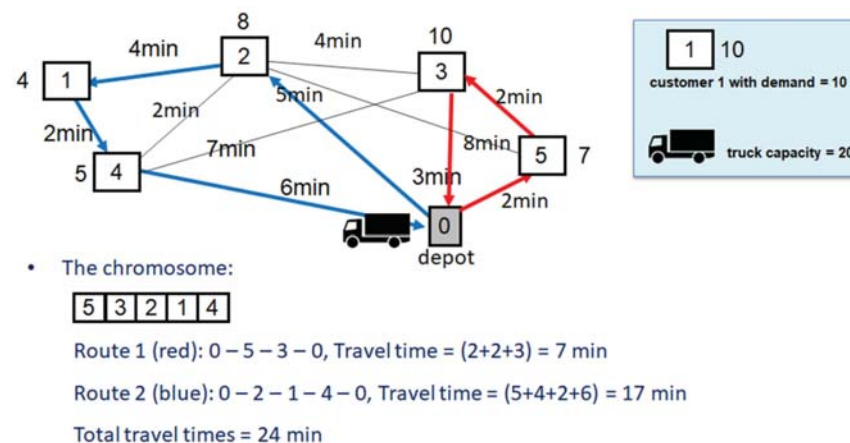 8
4min
4min
10
2
3
4
1
5min
2min
2min
2min
7min
8min
5
7
5
4
6min
3min
2min
0
depot
1 10
customer 1 with demand = 10
truck capacity = 20
• The chromosome:
5 3 2 1 4
Route 1 (red): 0 – 5 – 3 – 0, Travel time = (2+2+3) = 7 min
Route 2 (blue): 0 – 2 – 1 – 4 – 0, Travel time = (5+4+2+6) = 17 min
Total travel times = 24 min